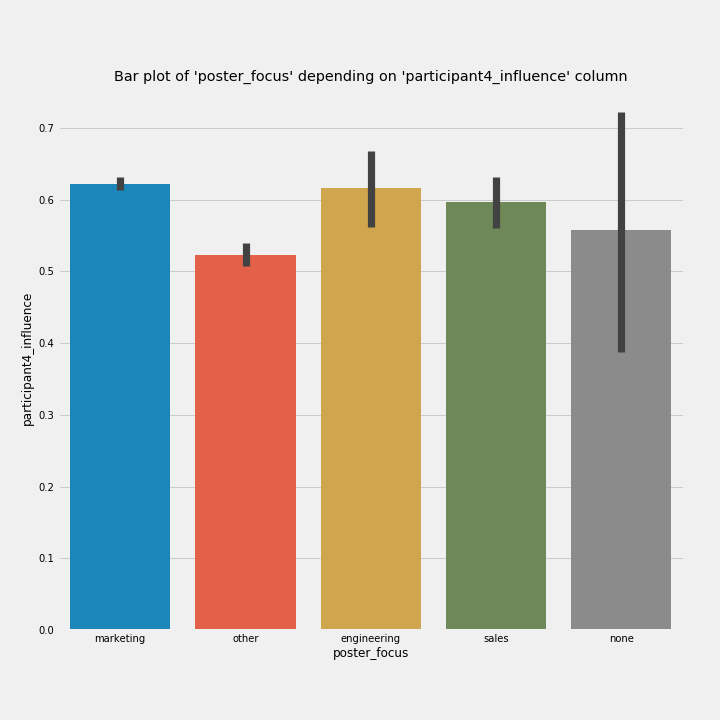 Bar plot of 'poster_focus' depending on 'participant4_influence' column
participant4_influence
0.7
0.6
0.5
0.4
0.3
0.2
0.1
0.0
marketing other engineering sales none
poster_focus